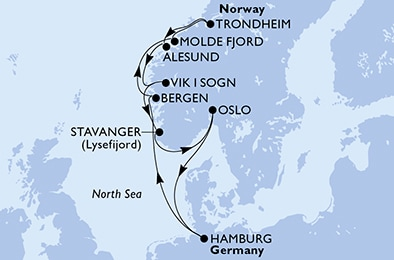 Norway
TRONDHEIM
MOLDE FJORD
ALESUND
VIK I SOGN
BERGEN
OSLO
STAVANGER
(Lysefijord)
North Sea
HAMBURG
Germany